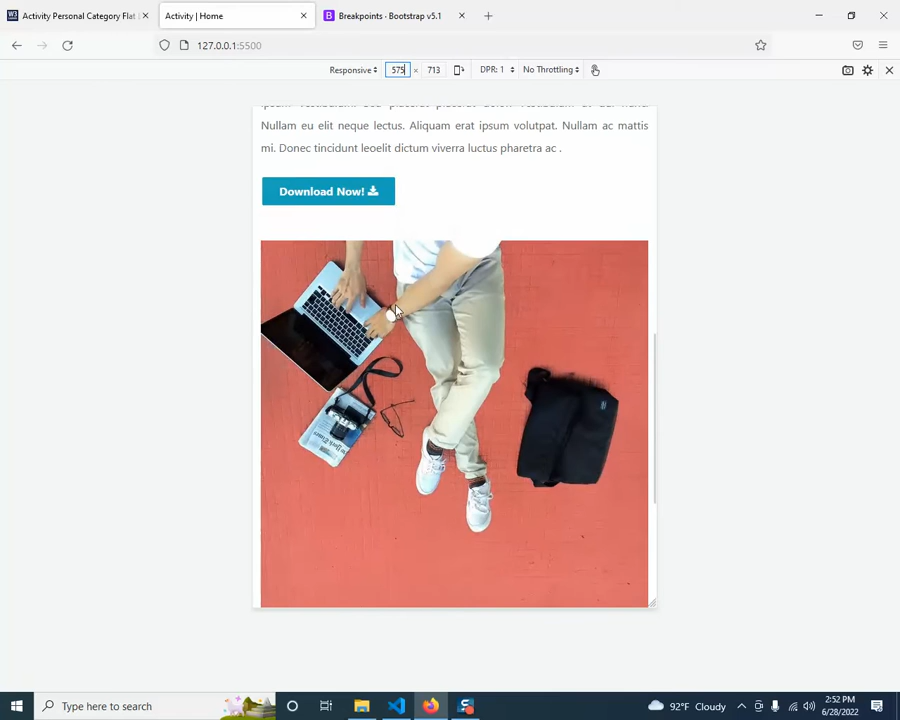 Activity Personal Category Flat
Activity | Home
Breakpoints · Bootstrap v5.1
127.0.0.1:5500
Responsive
575 × 713
DPR: 1
No Throttling
Nullam eu elit neque lectus. Aliquam erat ipsum volutpat. Nullam ac mattis
mi. Donec tincidunt leoelit dictum viverra luctus pharetra ac .
Download Now!
Type here to search
92°F Cloudy
2:52 PM
6/28/2022